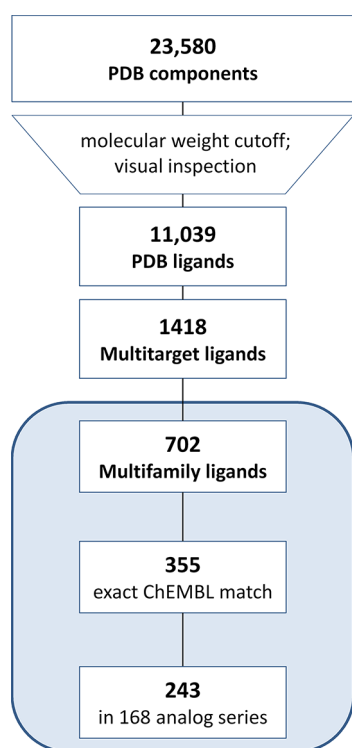 23,580
PDB components
molecular weight cutoff;
visual inspection
11,039
PDB ligands
1418
Multitarget ligands
702
Multifamily ligands
355
exact ChEMBL match
243
in 168 analog series